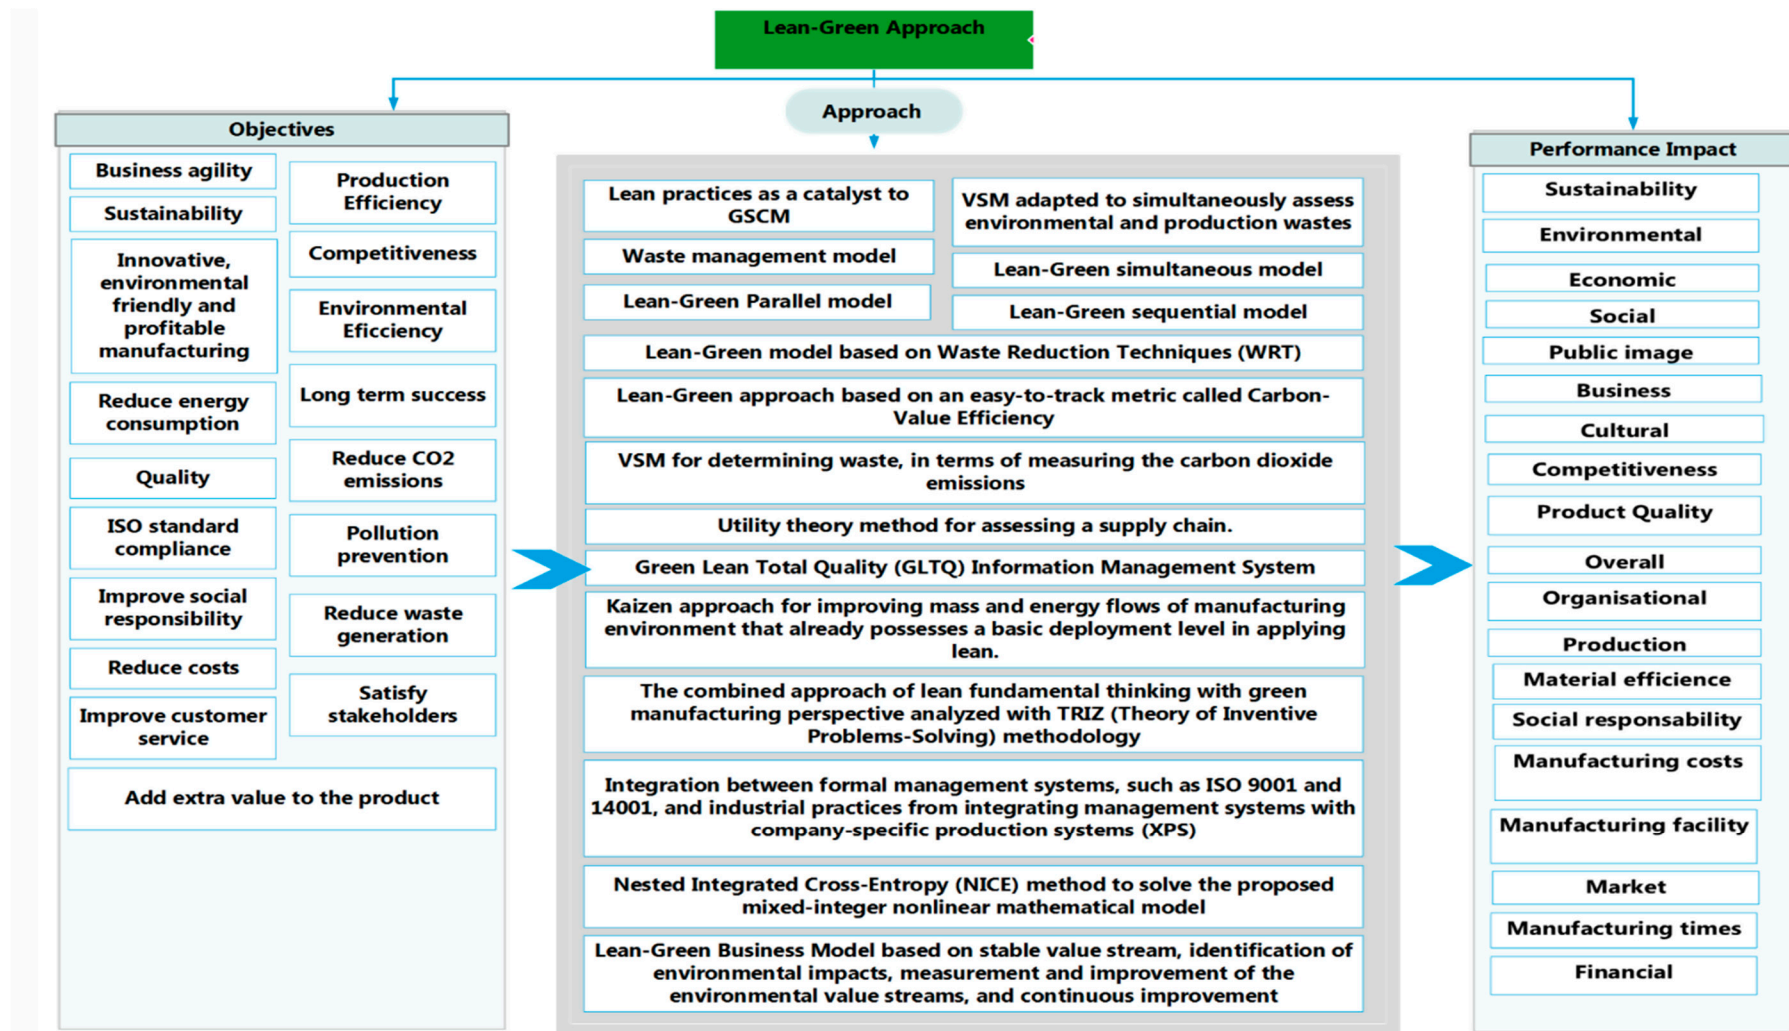 Lean-Green Approach
Approach
Objectives
Business agility
Sustainability
Innovative,
environmental
friendly and
profitable
manufacturing
Reduce energy
consumption
Quality
ISO standard
compliance
Improve social
responsibility
Reduce costs
Improve customer
service
Production
Efficiency
Competitiveness
Environmental
Eficciency
Long term success
Reduce CO2
emissions
Pollution
prevention
Reduce waste
generation
Satisfy
stakeholders
Add extra value to the product
Lean practices as a catalyst to
GSCM
Waste management model
Lean-Green Parallel model
VSM adapted to simultaneously assess
environmental and production wastes
Lean-Green simultaneous model
Lean-Green sequential model
Lean-Green model based on Waste Reduction Techniques (WRT)
Lean-Green approach based on an easy-to-track metric called Carbon-
Value Efficiency
VSM for determining waste, in terms of measuring the carbon dioxide
emissions
Utility theory method for assessing a supply chain.
Green Lean Total Quality (GLTQ) Information Management System
Kaizen approach for improving mass and energy flows of manufacturing
environment that already possesses a basic deployment level in applying
lean.
The combined approach of lean fundamental thinking with green
manufacturing perspective analyzed with TRIZ (Theory of Inventive
Problems-Solving) methodology
Integration between formal management systems, such as ISO 9001 and
14001, and industrial practices from integrating management systems with
company-specific production systems (XPS)
Nested Integrated Cross-Entropy (NICE) method to solve the proposed
mixed-integer nonlinear mathematical model
Lean-Green Business Model based on stable value stream, identification of
environmental impacts, measurement and improvement of the
environmental value streams, and continuous improvement
Performance Impact
Sustainability
Environmental
Economic
Social
Public image
Business
Cultural
Competitiveness
Product Quality
Overall
Organisational
Production
Material efficience
Social responsability
Manufacturing costs
Manufacturing facility
Market
Manufacturing times
Financial